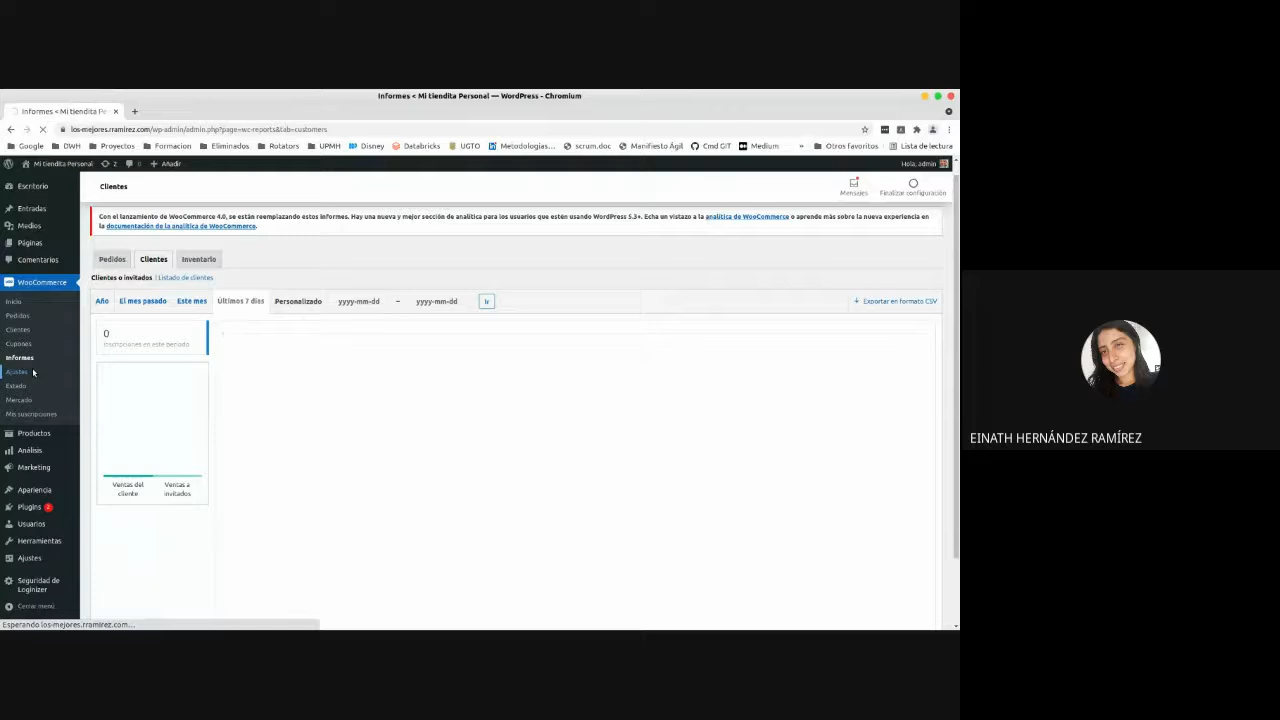 Informes < Mi tiendita Personal — WordPress - Chromium
Informes < Mi tiendita Pe
los-mejores.rramirez.com/wp-admin/admin.php?page=wc-reports&tab=customers
Google DWH Proyectos Formacion Eliminados Rotators UPMH Disney Databricks UGTO Metodologías... scrum.doc Manifiesto Ágil Cmd GIT Medium » Otros favoritos Lista de lectura
Mi tiendita Personal 2 0 Añadir Hola, admin
Escritorio
Entradas
Medios
Páginas
Comentarios
WooCommerce
Inicio
Pedidos
Clientes
Cupones
Informes
Ajustes
Estado
Mercado
Mis suscripciones
Productos
Análisis
Marketing
Apariencia
Plugins 2
Usuarios
Herramientas
Ajustes
Seguridad de
Loginizer
Cerrar menú
Clientes
Mensajes Finalizar configuración
Con el lanzamiento de WooCommerce 4.0, se están reemplazando estos informes. Hay una nueva y mejor sección de analítica para los usuarios que estén usando WordPress 5.3+. Echa un vistazo a la analítica de WooCommerce o aprende más sobre la nueva experiencia en
la documentación de la analítica de WooCommerce.
Pedidos Clientes Inventario
Clientes o invitados | Listado de clientes
Año El mes pasado Este mes Últimos 7 días Personalizado yyyy-mm-dd – yyyy-mm-dd Ir Exportar en formato CSV
0
inscripciones en este periodo
Ventas del Ventas a
cliente invitados
Esperando los-mejores.rramirez.com...
EINATH HERNÁNDEZ RAMÍREZ